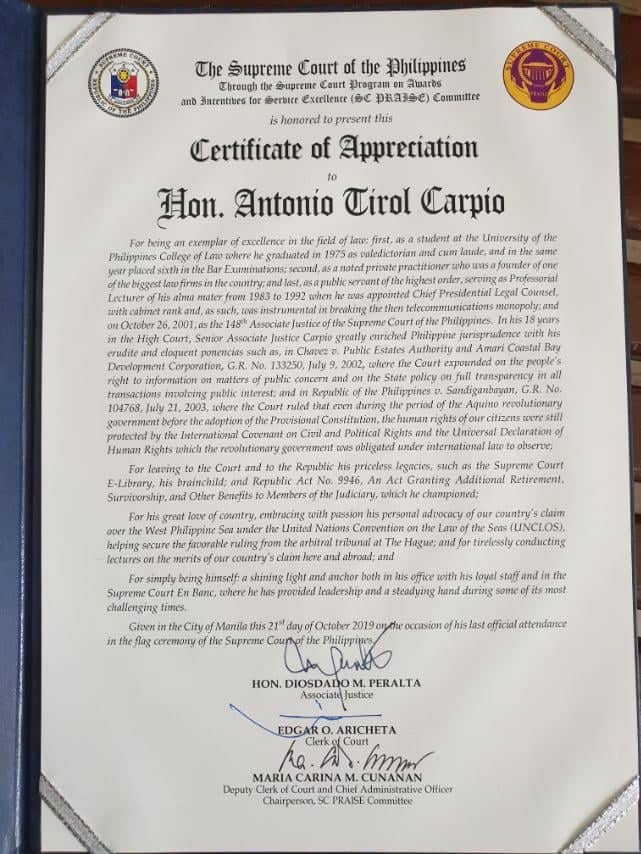 The Supreme Court of the Philippines
Through the Supreme Court Program on Awards
and Incentives for Service Excellence (SC PRAISE) Committee
is honored to present this
Certificate of Appreciation
to
Hon. Antonio Tirol Carpio
For being an exemplar of excellence in the field of law: first, as a student at the University of the
Philippines College of Law where he graduated in 1975 as valedictorian and cum laude, and in the same
year placed sixth in the Bar Examinations; second, as a noted private practitioner who was a founder of one
of the biggest law firms in the country; and last, as a public servant of the highest order, serving as Professorial
Lecturer of his alma mater from 1983 to 1992 when he was appointed Chief Presidential Legal Counsel,
with cabinet rank and, as such, was instrumental in breaking the then telecommunications monopoly; and
on October 26, 2001, as the 148th Associate Justice of the Supreme Court of the Philippines. In his 18 years
in the High Court, Senior Associate Justice Carpio greatly enriched Philippine jurisprudence with his
erudite and eloquent ponencias such as, in Chavez v. Public Estates Authority and Amari Coastal Bay
Development Corporation, G.R. No. 133250, July 9, 2002, where the Court expounded on the people's
right to information on matters of public concern and on the State policy on full transparency in all
transactions involving public interest; and in Republic of the Philippines v. Sandiganbayan, G.R. No.
104768, July 21, 2003, where the Court ruled that even during the period of the Aquino revolutionary
government before the adoption of the Provisional Constitution, the human rights of our citizens were still
protected by the International Covenant on Civil and Political Rights and the Universal Declaration of
Human Rights which the revolutionary government was obligated under international law to observe;
For leaving to the Court and to the Republic his priceless legacies, such as the Supreme Court
E-Library, his brainchild; and Republic Act No. 9946, An Act Granting Additional Retirement,
Survivorship, and Other Benefits to Members of the Judiciary, which he championed;
For his great love of country, embracing with passion his personal advocacy of our country's claim
over the West Philippine Sea under the United Nations Convention on the Law of the Seas (UNCLOS),
helping secure the favorable ruling from the arbitral tribunal at The Hague; and for tirelessly conducting
lectures on the merits of our country's claim here and abroad; and
For simply being himself: a shining light and anchor both in his office with his loyal staff and in the
Supreme Court En Banc, where he has provided leadership and a steadying hand during some of its most
challenging times.
Given in the City of Manila this 21st day of October 2019 on the occasion of his last official attendance
in the flag ceremony of the Supreme Court of the Philippines.
HON. DIOSDADO M. PERALTA
Associate Justice
EDGAR O. ARICHETA
Clerk of Court
MARIA CARINA M. CUNANAN
Deputy Clerk of Court and Chief Administrative Officer
Chairperson, SC PRAISE Committee
SUPREME COURT
REPUBLIC OF THE PHILIPPINES
SUPREME COURT
PRAISE